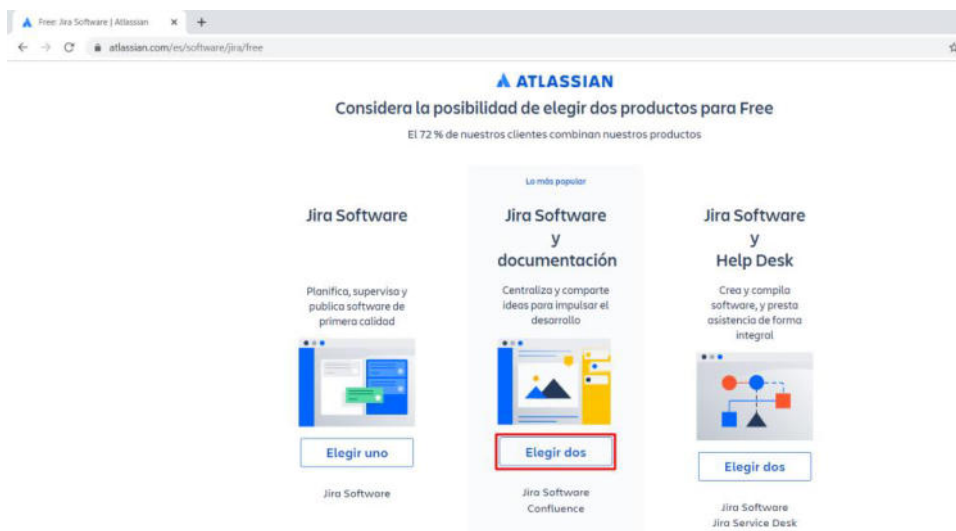 Free: Jira Software | Atlassian
atlassian.com/es/software/jira/free
ATLASSIAN
Considera la posibilidad de elegir dos productos para Free
El 72 % de nuestros clientes combinan nuestros productos
Jira Software
Planifica, supervisa y
publica software de
primera calidad
Elegir uno
Jira Software
Lo más popular
Jira Software
y
documentación
Centraliza y comparte
ideas para impulsar el
desarrollo
Elegir dos
Jira Software
Confluence
Jira Software
y
Help Desk
Crea y compila
software, y presta
asistencia de forma
integral
Elegir dos
Jira Software
Jira Service Desk